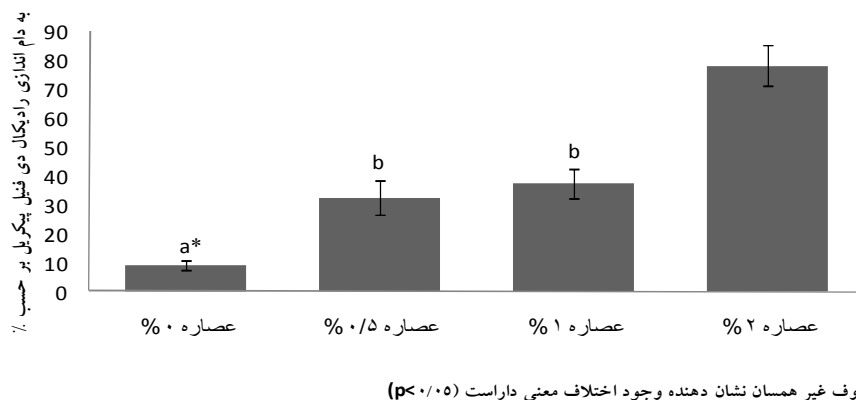 به دام اندازی رادیکال دی فنیل پیکریل بر حسب ٪
90
80
70
60
50
40
30
20
10
0
a*
b
b
عصاره ۰ %
عصاره ۰/۵ %
عصاره ۱ %
عصاره ۲ %
وف غیر همسان نشان دهنده وجود اختلاف معنی داراست (p<۰/۰۵)